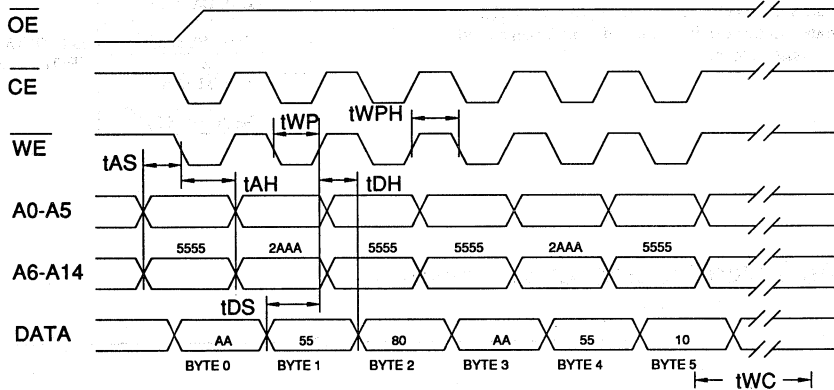 OE
CE
tWP tWPH
WE
tAS tAH tDH
A0-A5
5555 2AAA 5555 5555 2AAA 5555
A6-A14
tDS
DATA AA 55 80 AA 55 10
BYTE 0 BYTE 1 BYTE 2 BYTE 3 BYTE 4 BYTE 5
tWC